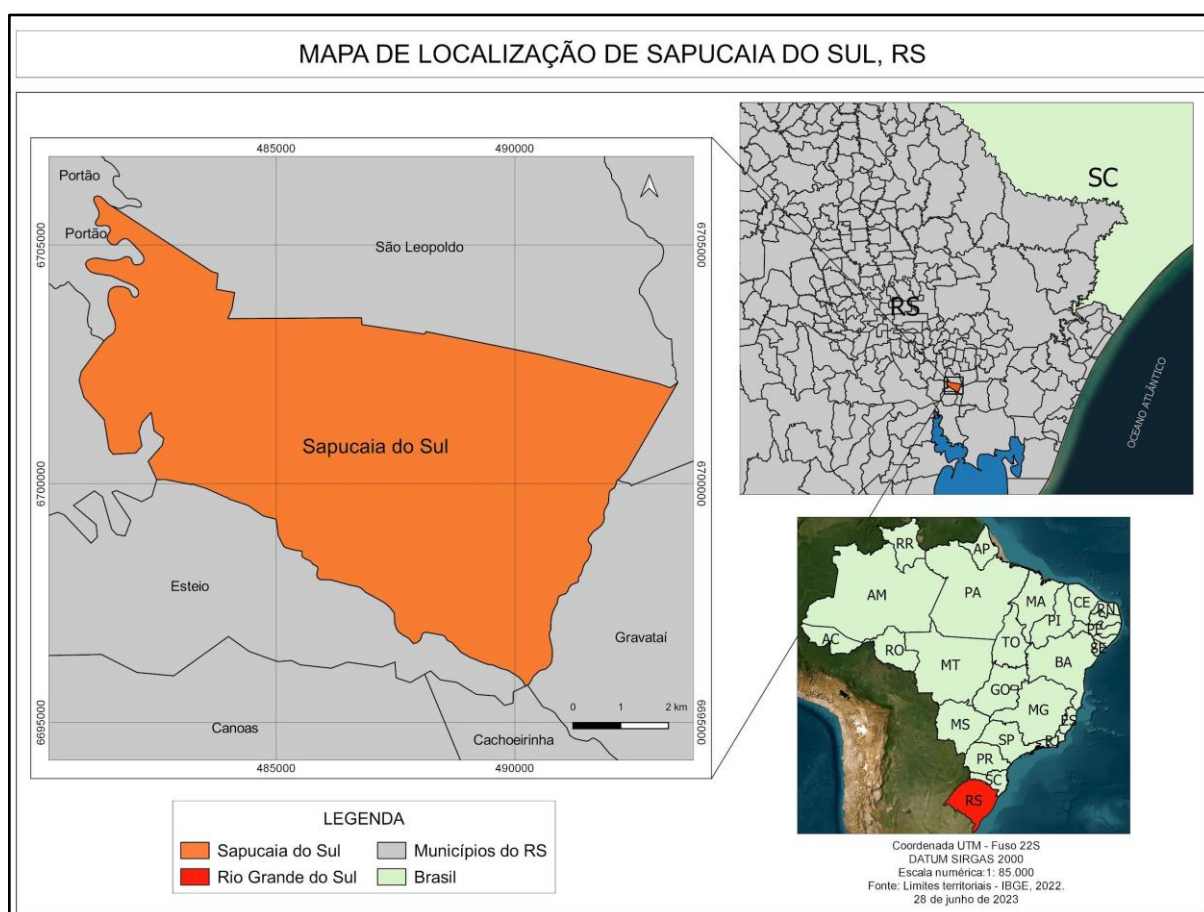 MAPA DE LOCALIZAÇÃO DE SAPUCAIA DO SUL, RS
485000
490000
Portão
Portão
São Leopoldo
6705000
6705000
Sapucaia do Sul
6700000
6700000
Esteio
Gravataí
0 1 2 km
6695000
6695000
Canoas
Cachoeirinha
485000
490000
SC
RS
OCEANO ATLÂNTICO
RR
AP
AM
PA
MA
CE
RN
PI
PE
AC
TO
SE
RO
MT
BA
GO
MG
ES
MS
SP
RJ
PR
SC
RS
LEGENDA
Sapucaia do Sul
Municípios do RS
Rio Grande do Sul
Brasil
Coordenada UTM - Fuso 22S
DATUM SIRGAS 2000
Escala numérica:1: 85.000
Fonte: Limites territoriais - IBGE, 2022.
28 de junho de 2023